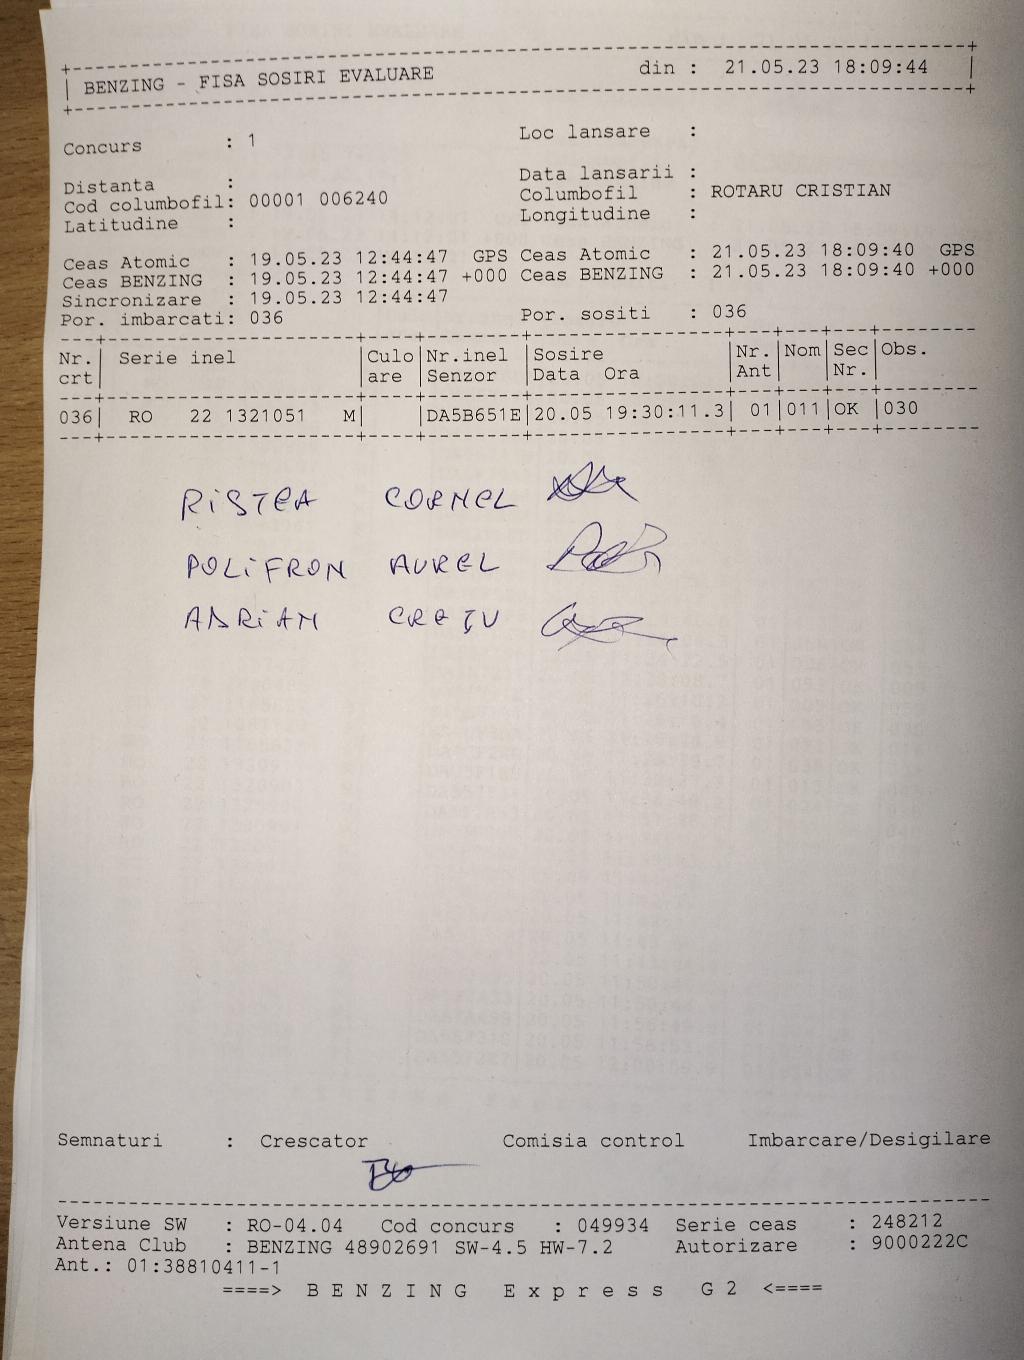 BENZING - FISA SOSIRI EVALUARE din : 21.05.23 18:09:44
Concurs : 1 Loc lansare :
Distanta : Data lansarii :
Cod columbofil: 00001 006240 Columbofil : ROTARU CRISTIAN
Latitudine : Longitudine :
Ceas Atomic : 19.05.23 12:44:47 GPS Ceas Atomic : 21.05.23 18:09:40 GPS
Ceas BENZING : 19.05.23 12:44:47 +000 Ceas BENZING : 21.05.23 18:09:40 +000
Sincronizare : 19.05.23 12:44:47
Por. imbarcati: 036 Por. sositi : 036
Nr. | Serie inel | Culo | Nr.inel | Sosire | Nr. | Nom | Sec | Obs.
crt | | are | Senzor | Data Ora | Ant | | Nr. |
036 | RO 22 1321051 M | | DA5B651E | 20.05 19:30:11.3 | 01 | 011 | OK | 030
RISTEA CORNEL
POLIFRON AUREL
ADRIAN CREȚU
Semnaturi : Crescator Comisia control Imbarcare/Desigilare
Versiune SW : RO-04.04 Cod concurs : 049934 Serie ceas : 248212
Antena Club : BENZING 48902691 SW-4.5 HW-7.2 Autorizare : 9000222C
Ant.: 01:38810411-1
====> B E N Z I N G E x p r e s s G 2 <====